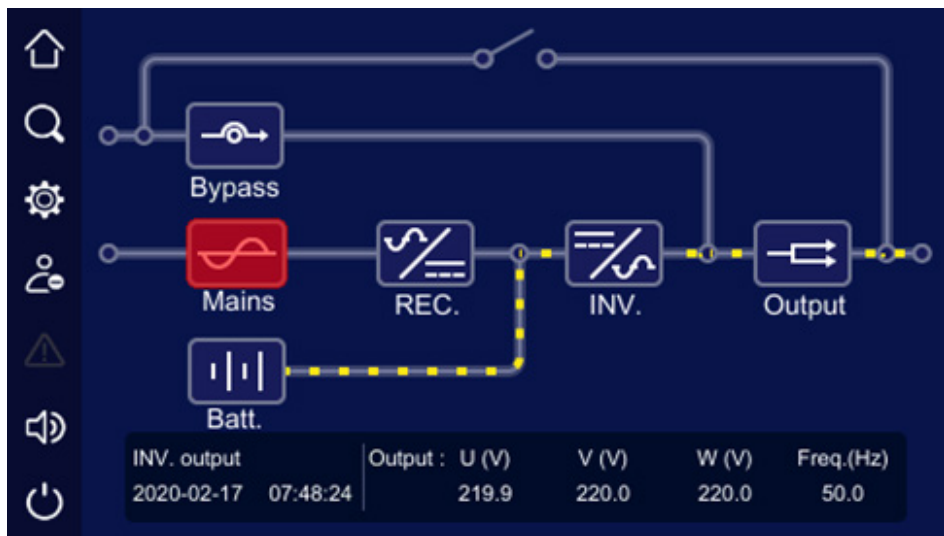 Bypass
Mains
REC.
INV.
Output
Batt.
INV. output
2020-02-17 07:48:24
Output : U (V) V (V) W (V) Freq.(Hz)
219.9 220.0 220.0 50.0